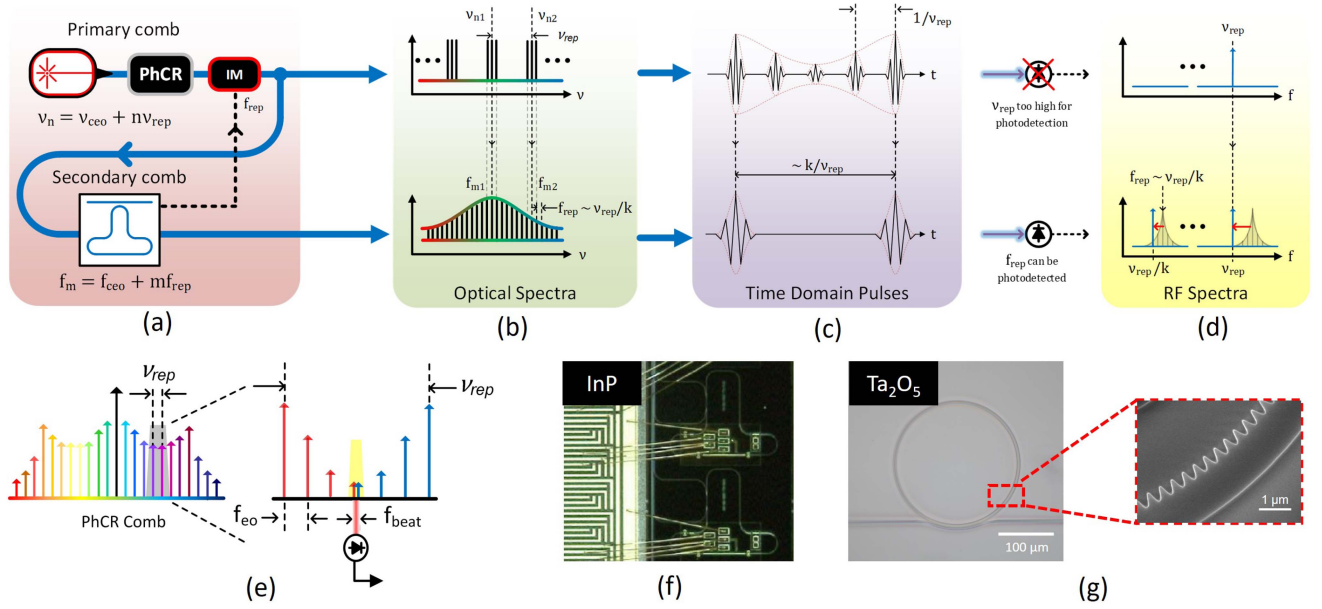 Primary comb
PhCR
IM
f_rep
ν_n = ν_ceo + nν_rep
Secondary comb
f_m = f_ceo + mf_rep
(a)
ν_n1
ν_n2
ν_rep
ν
f_m1
f_m2
f_rep ~ ν_rep/k
ν
Optical Spectra
(b)
1/ν_rep
t
~ k/ν_rep
t
Time Domain Pulses
(c)
ν_rep too high for
photodetection
f_rep can be
photodetected
ν_rep
f
f_rep ~ ν_rep/k
f
ν_rep/k
ν_rep
RF Spectra
(d)
ν_rep
PhCR Comb
ν_rep
f_eo
f_beat
(e)
InP
(f)
Ta₂O₅
100 µm
1 µm
(g)